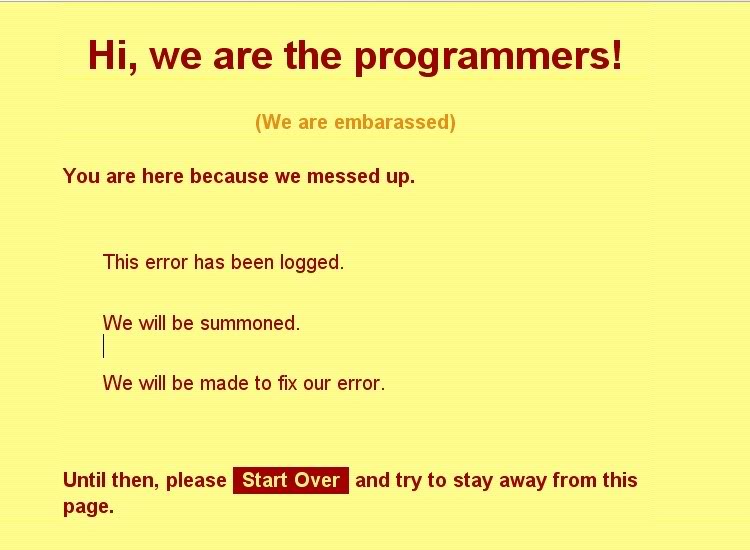 Hi, we are the programmers!
(We are embarassed)
You are here because we messed up.
This error has been logged.
We will be summoned.
We will be made to fix our error.
Until then, please Start Over and try to stay away from this
page.